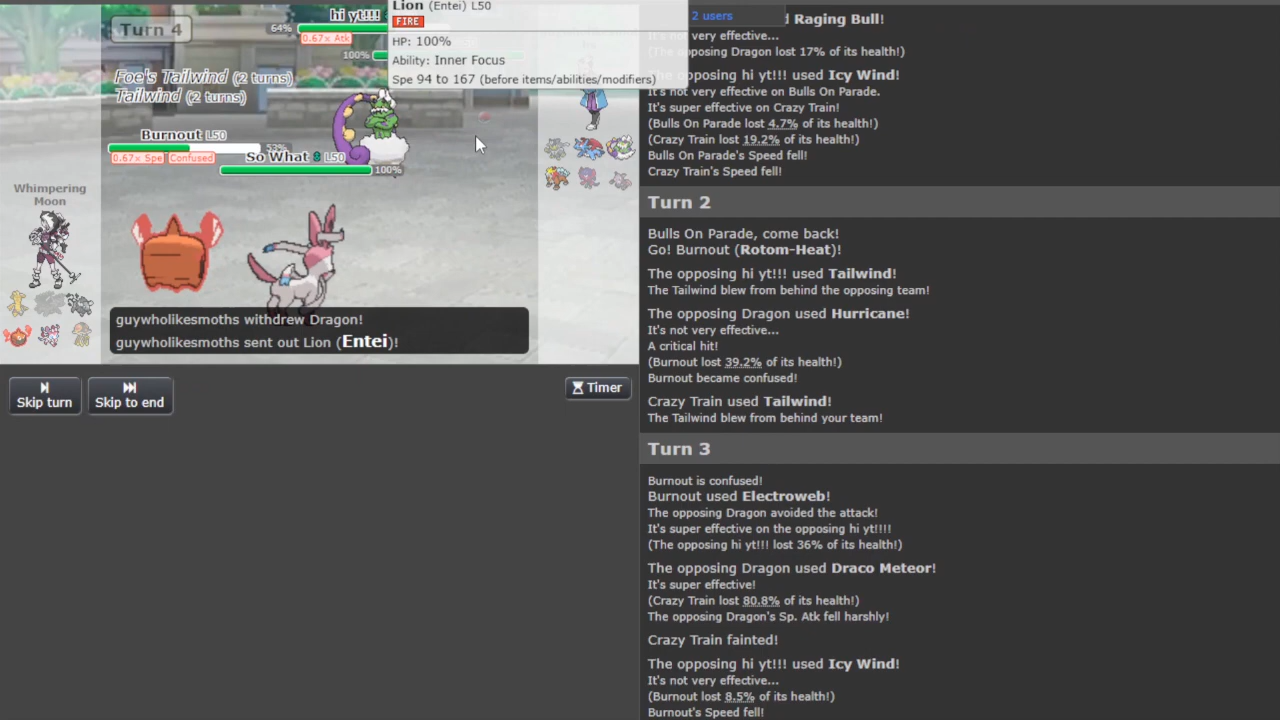 Turn 4
hi yt!!!
64%
0.67x Atk
100%
Foe's Tailwind (2 turns)
Tailwind (2 turns)
Burnout L50
53%
0.67x Spe Confused
So What L50
100%
Whimpering
Moon
guywholikesmoths withdrew Dragon!
guywholikesmoths sent out Lion (Entei)!
Lion (Entei) L50
FIRE
HP: 100%
Ability: Inner Focus
Spe 94 to 167 (before items/abilities/modifiers)
2 users
Skip turn
Skip to end
Timer
d Raging Bull!
It's not very effective...
(The opposing Dragon lost 17% of its health!)
The opposing hi yt!!! used Icy Wind!
It's not very effective on Bulls On Parade.
It's super effective on Crazy Train!
(Bulls On Parade lost 4.7% of its health!)
(Crazy Train lost 19.2% of its health!)
Bulls On Parade's Speed fell!
Crazy Train's Speed fell!
Turn 2
Bulls On Parade, come back!
Go! Burnout (Rotom-Heat)!
The opposing hi yt!!! used Tailwind!
The Tailwind blew from behind the opposing team!
The opposing Dragon used Hurricane!
It's not very effective...
A critical hit!
(Burnout lost 39.2% of its health!)
Burnout became confused!
Crazy Train used Tailwind!
The Tailwind blew from behind your team!
Turn 3
Burnout is confused!
Burnout used Electroweb!
The opposing Dragon avoided the attack!
It's super effective on the opposing hi yt!!!!
(The opposing hi yt!!! lost 36% of its health!)
The opposing Dragon used Draco Meteor!
It's super effective!
(Crazy Train lost 80.8% of its health!)
The opposing Dragon's Sp. Atk fell harshly!
Crazy Train fainted!
The opposing hi yt!!! used Icy Wind!
It's not very effective...
(Burnout lost 8.5% of its health!)
Burnout's Speed fell!